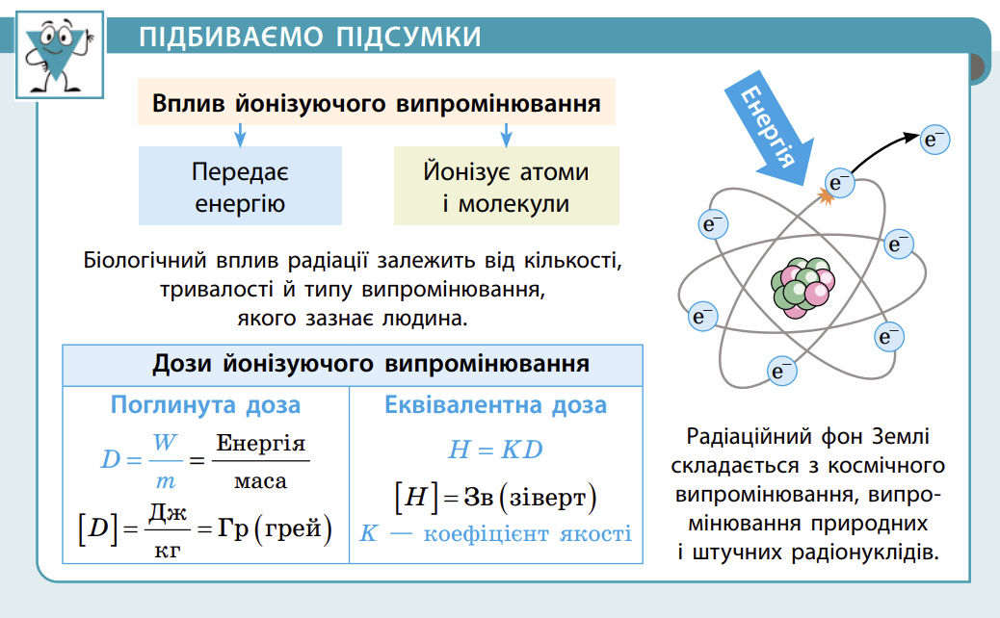 ПІДБИВАЄМО ПІДСУМКИ
Вплив йонізуючого випромінювання
Передає
енергію
Йонізує атоми
і молекули
Біологічний вплив радіації залежить від кількості,
тривалості й типу випромінювання,
якого зазнає людина.
Дози йонізуючого випромінювання
Поглинута доза
D = W/m = Енергія/маса
[D] = Дж/кг = Гр (грей)
Еквівалентна доза
H = KD
[H] = Зв (зіверт)
K — коефіцієнт якості
Енергія
e⁻
e⁻
e⁻
e⁻
e⁻
e⁻
e⁻
Радіаційний фон Землі
складається з космічного
випромінювання, випро-
мінювання природних
і штучних радіонуклідів.